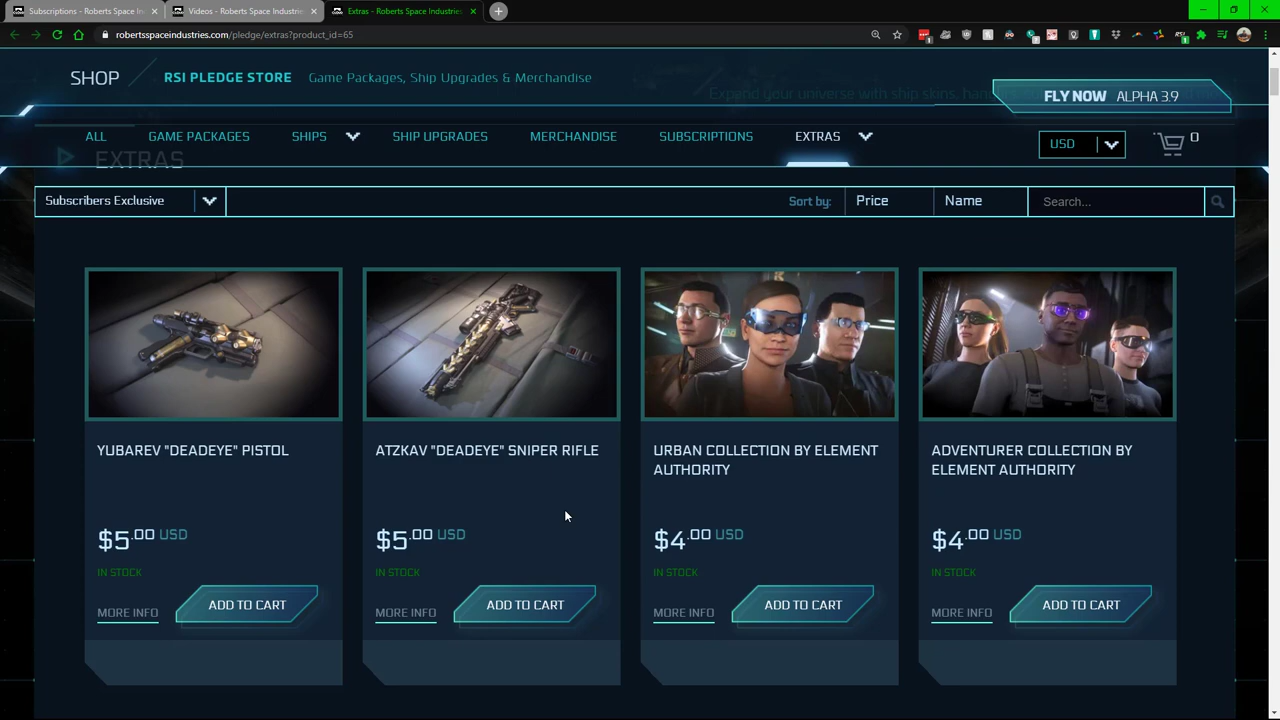 Subscriptions - Roberts Space In
Videos - Roberts Space Industrie
Extras - Roberts Space Industries
robertsspaceindustries.com/pledge/extras?product_id=65
SHOP
RSI PLEDGE STORE
Game Packages, Ship Upgrades & Merchandise
FLY NOW ALPHA 3.9
ALL
GAME PACKAGES
SHIPS
SHIP UPGRADES
MERCHANDISE
SUBSCRIPTIONS
EXTRAS
USD
0
EXTRAS
Subscribers Exclusive
Sort by:
Price
Name
Search...
YUBAREV "DEADEYE" PISTOL
$5.00 USD
IN STOCK
MORE INFO
ADD TO CART
ATZKAV "DEADEYE" SNIPER RIFLE
$5.00 USD
IN STOCK
MORE INFO
ADD TO CART
URBAN COLLECTION BY ELEMENT
AUTHORITY
$4.00 USD
IN STOCK
MORE INFO
ADD TO CART
ADVENTURER COLLECTION BY
ELEMENT AUTHORITY
$4.00 USD
IN STOCK
MORE INFO
ADD TO CART